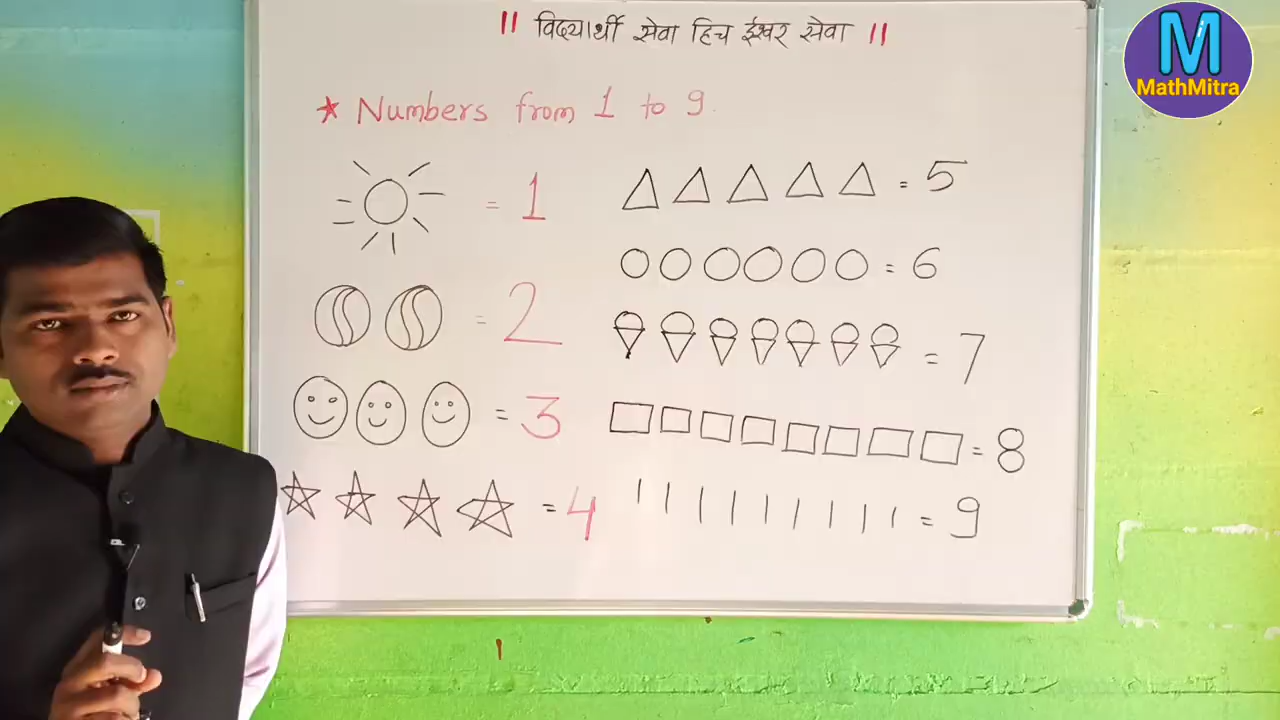 || विद्यार्थी सेवा हिच ईश्वर सेवा ||
M
MathMitra
★ Numbers from 1 to 9.
= 1
= 2
= 3
= 4
= 5
= 6
= 7
= 8
= 9